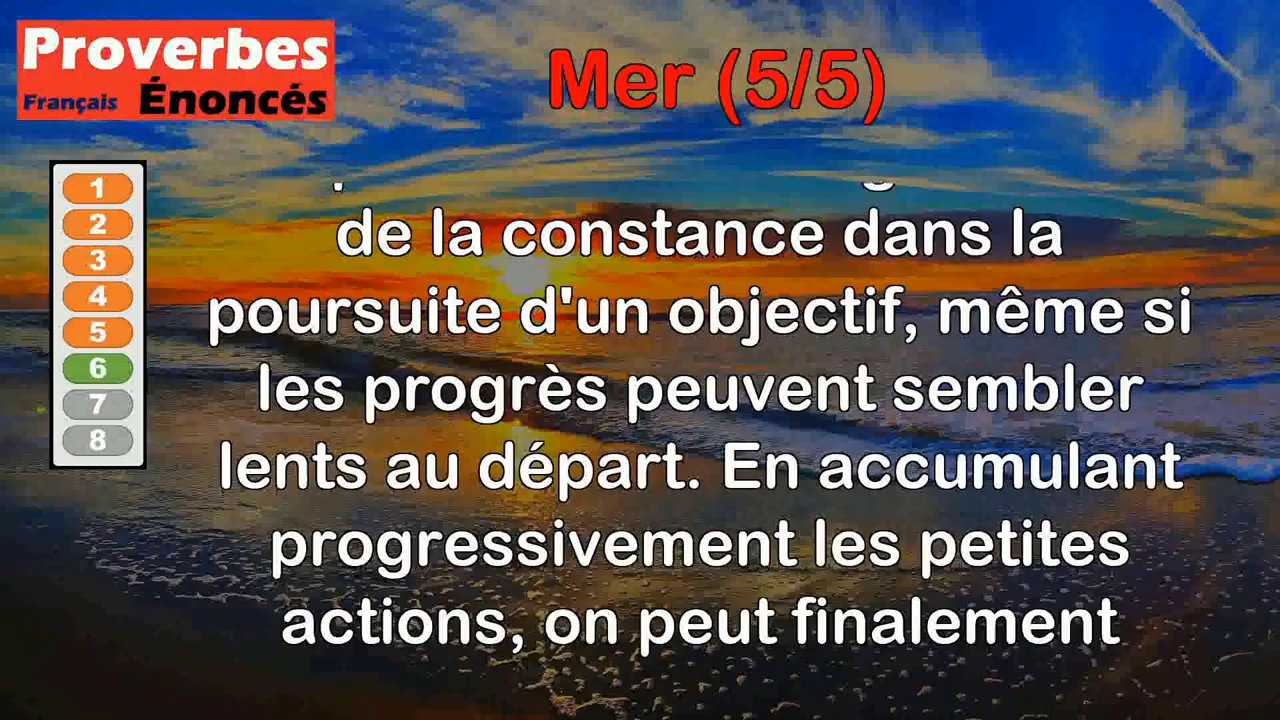 Proverbes
Français Énoncés
Mer (5/5)
1
2
3
4
5
6
7
8
de la constance dans la
poursuite d'un objectif, même si
les progrès peuvent sembler
lents au départ. En accumulant
progressivement les petites
actions, on peut finalement